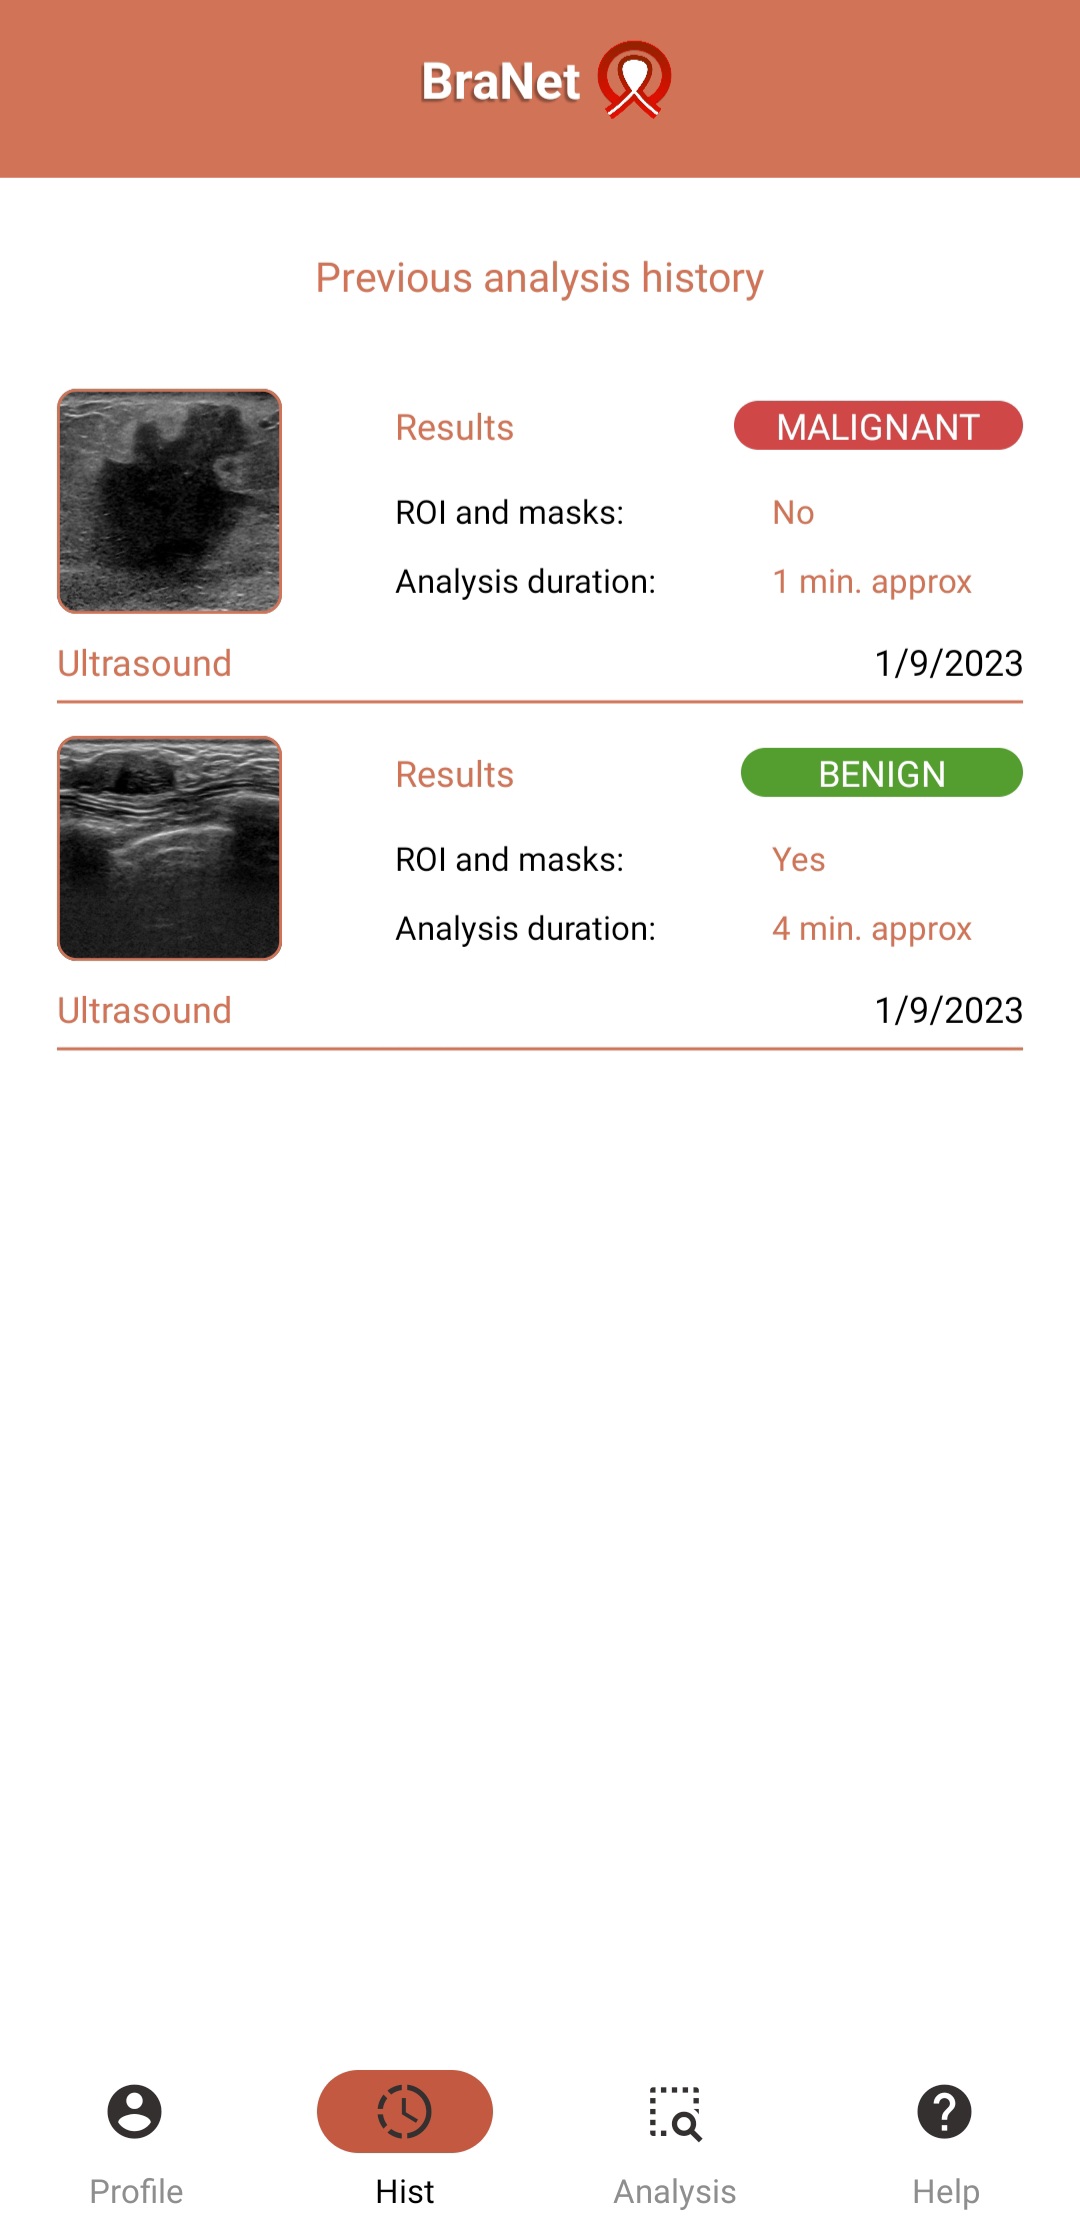 BraNet
Previous analysis history
Results MALIGNANT
ROI and masks: No
Analysis duration: 1 min. approx
Ultrasound 1/9/2023
Results BENIGN
ROI and masks: Yes
Analysis duration: 4 min. approx
Ultrasound 1/9/2023
Profile Hist Analysis Help